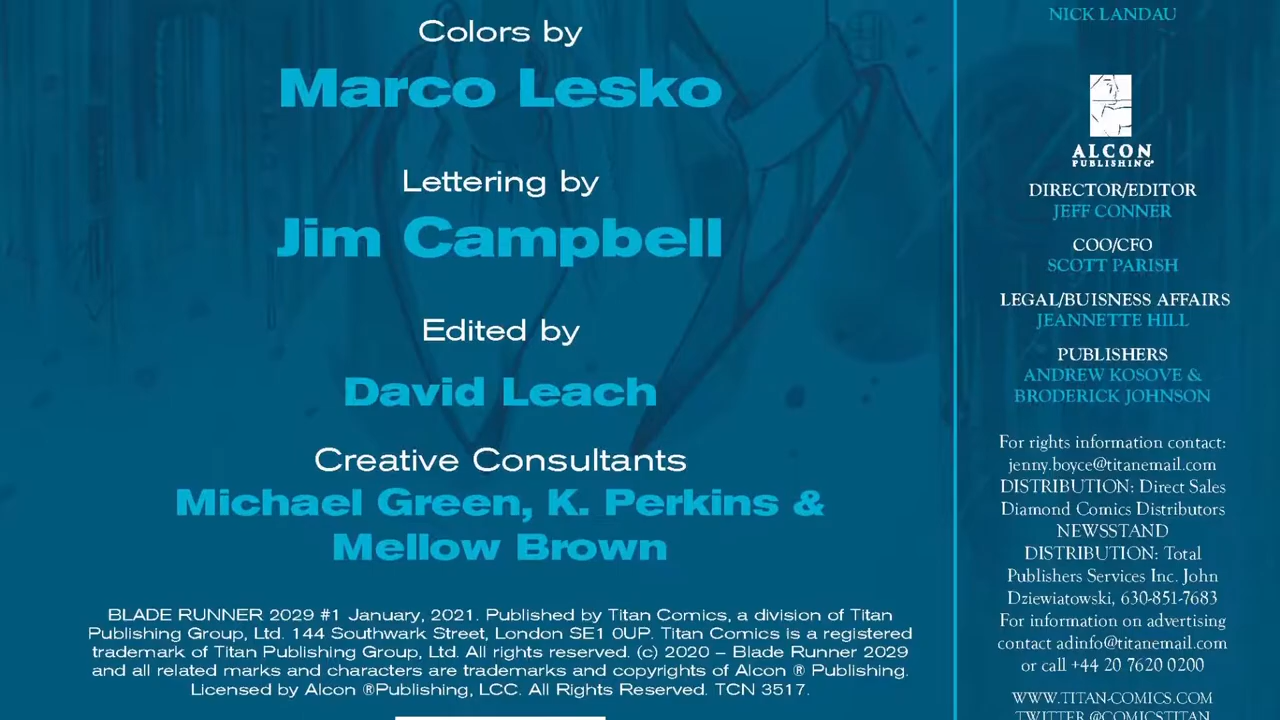 Colors by
Marco Lesko
Lettering by
Jim Campbell
Edited by
David Leach
Creative Consultants
Michael Green, K. Perkins &
Mellow Brown
BLADE RUNNER 2029 #1 January, 2021. Published by Titan Comics, a division of Titan
Publishing Group, Ltd. 144 Southwark Street, London SE1 0UP. Titan Comics is a registered
trademark of Titan Publishing Group, Ltd. All rights reserved. (c) 2020 – Blade Runner 2029
and all related marks and characters are trademarks and copyrights of Alcon ® Publishing.
Licensed by Alcon ®Publishing, LCC. All Rights Reserved. TCN 3517.
NICK LANDAU
ALCON
PUBLISHING®
DIRECTOR/EDITOR
JEFF CONNER
COO/CFO
SCOTT PARISH
LEGAL/BUISNESS AFFAIRS
JEANNETTE HILL
PUBLISHERS
ANDREW KOSOVE &
BRODERICK JOHNSON
For rights information contact:
jenny.boyce@titanemail.com
DISTRIBUTION: Direct Sales
Diamond Comics Distributors
NEWSSTAND
DISTRIBUTION: Total
Publishers Services Inc. John
Dziewiatowski, 630-851-7683
For information on advertising
contact adinfo@titanemail.com
or call +44 20 7620 0200
WWW.TITAN-COMICS.COM
TWITTER @COMICSTITAN